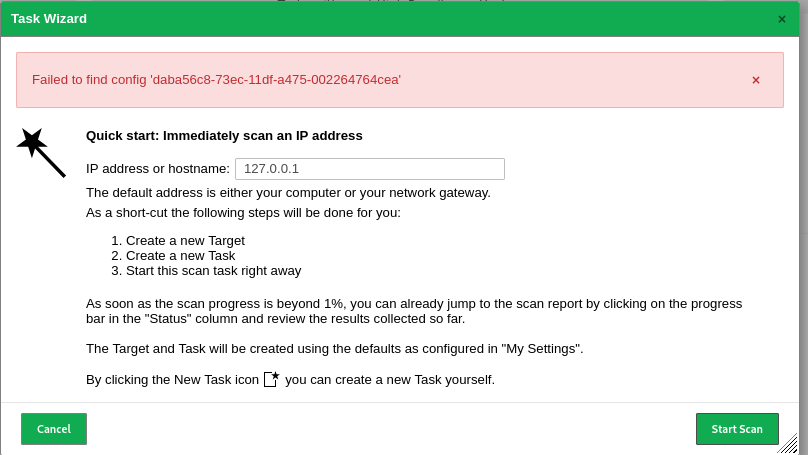 Task Wizard
×
Failed to find config 'daba56c8-73ec-11df-a475-002264764cea'
×
Quick start: Immediately scan an IP address
IP address or hostname: 127.0.0.1
The default address is either your computer or your network gateway.
As a short-cut the following steps will be done for you:
1. Create a new Target
2. Create a new Task
3. Start this scan task right away
As soon as the scan progress is beyond 1%, you can already jump to the scan report by clicking on the progress
bar in the "Status" column and review the results collected so far.
The Target and Task will be created using the defaults as configured in "My Settings".
By clicking the New Task icon you can create a new Task yourself.
Cancel
Start Scan